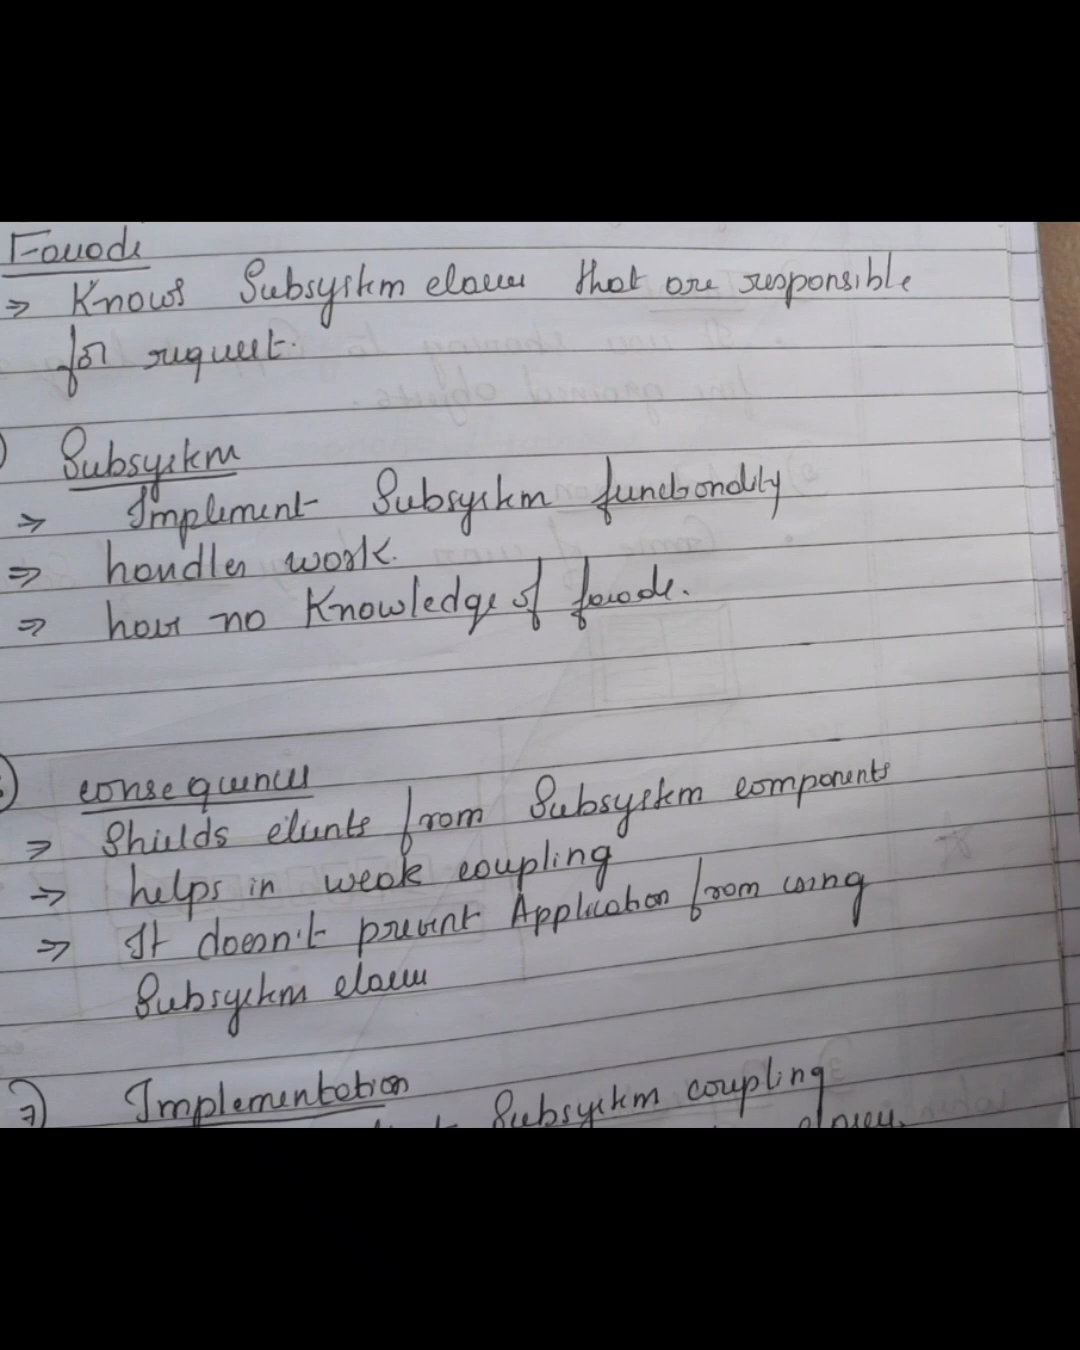 Facade
⇒ Knows Subsystem classes that are responsible
for request.
) Subsystem
⇒ Implement Subsystem functionality
⇒ handles work.
⇒ have no Knowledge of facade.
) consequences
⇒ Shields clients from Subsystem components
⇒ helps in weak coupling
⇒ It doesn't prevent Application from using
Subsystem classes
7) Implementation
Subsystem coupling